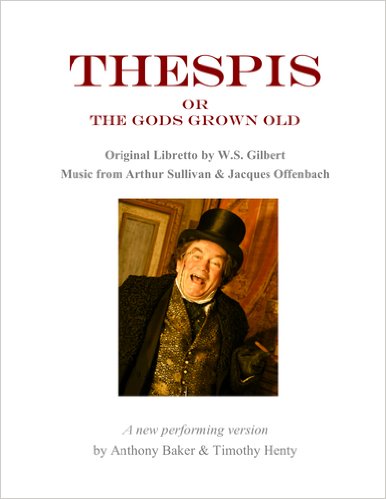 THESPIS
OR
THE GODS GROWN OLD
Original Libretto by W.S. Gilbert
Music from Arthur Sullivan & Jacques Offenbach
A new performing version
by Anthony Baker & Timothy Henty